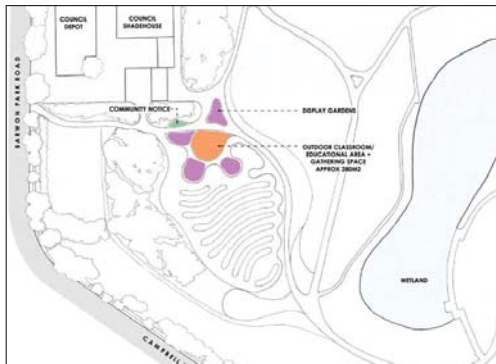 COUNCIL
DEPOT
COUNCIL
SHADEHOUSE
BARWON PARK ROAD
COMMUNITY NOTICE
DISPLAY GARDENS
OUTDOOR CLASSROOM/
EDUCATIONAL AREA +
GATHERING SPACE
APPROX 280M2
WETLAND
CAMPBELL